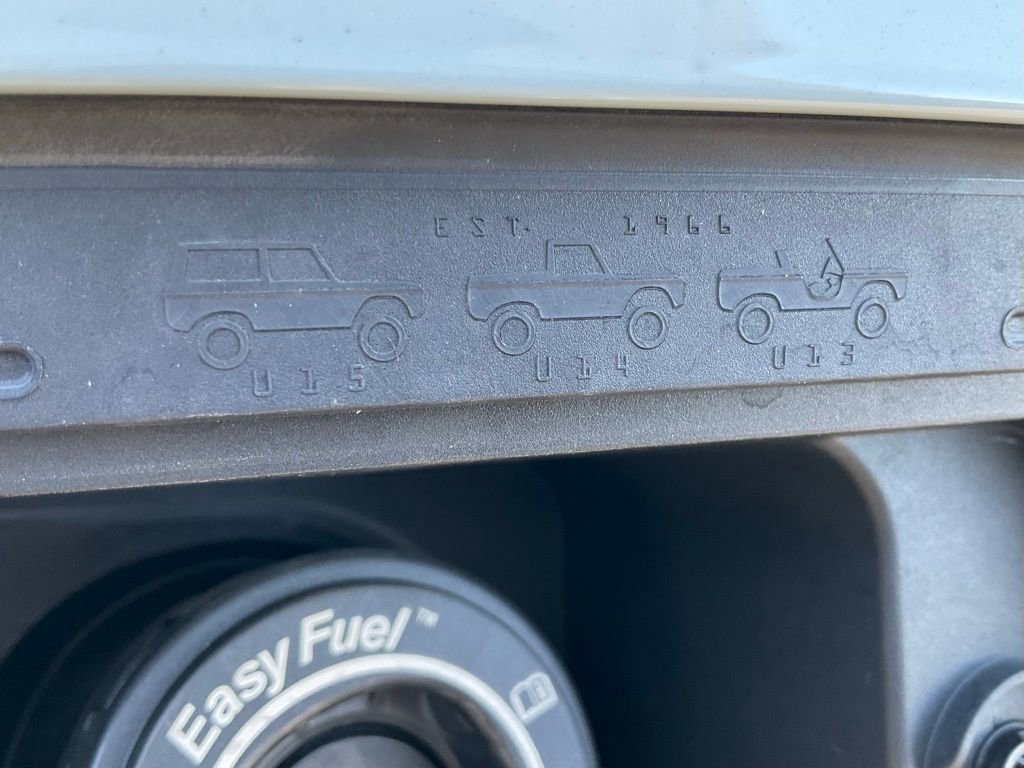 EST. 1966
U15 U14 U13
Easy Fuel™